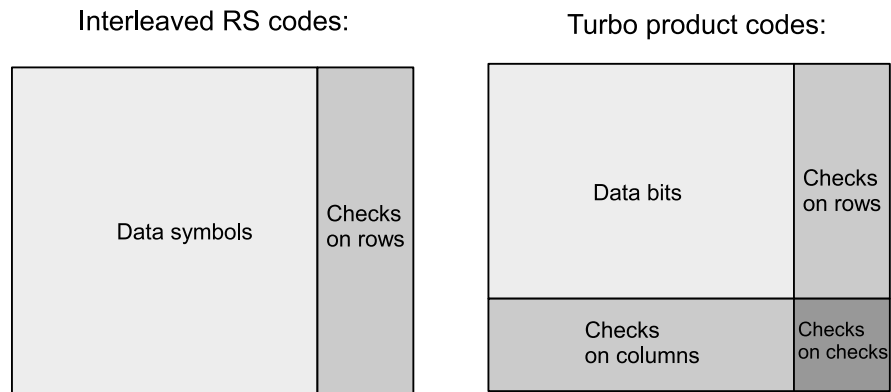 Interleaved RS codes:
Data symbols
Checks
on rows
Turbo product codes:
Data bits
Checks
on rows
Checks
on columns
Checks
on checks